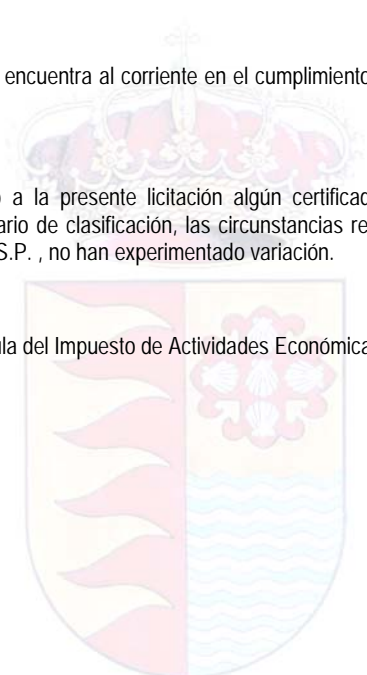 encuentra al corriente en el cumplimiento
a la presente licitación algún certificad
ario de clasificación, las circunstancias re
S.P. , no han experimentado variación.
ula del Impuesto de Actividades Económica